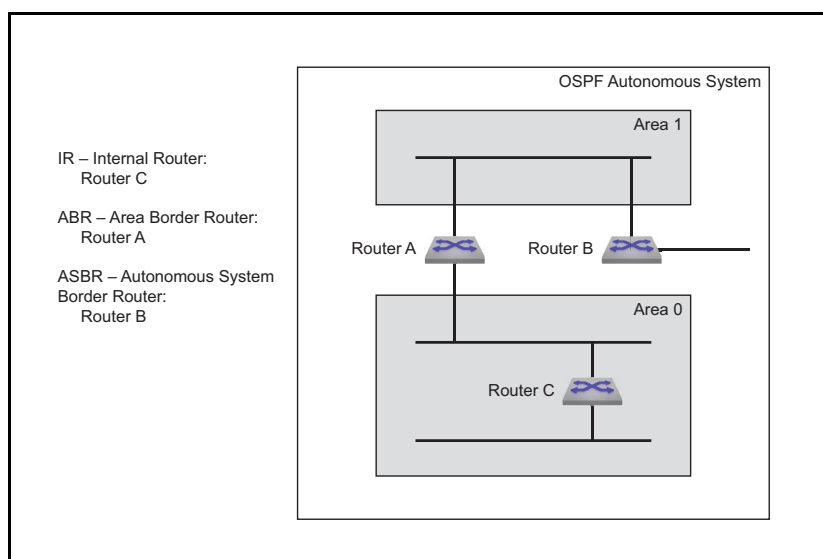 OSPF Autonomous System
Area 1
IR – Internal Router:
Router C
ABR – Area Border Router:
Router A
ASBR – Autonomous System
Border Router:
Router B
Router A
Router B
Area 0
Router C